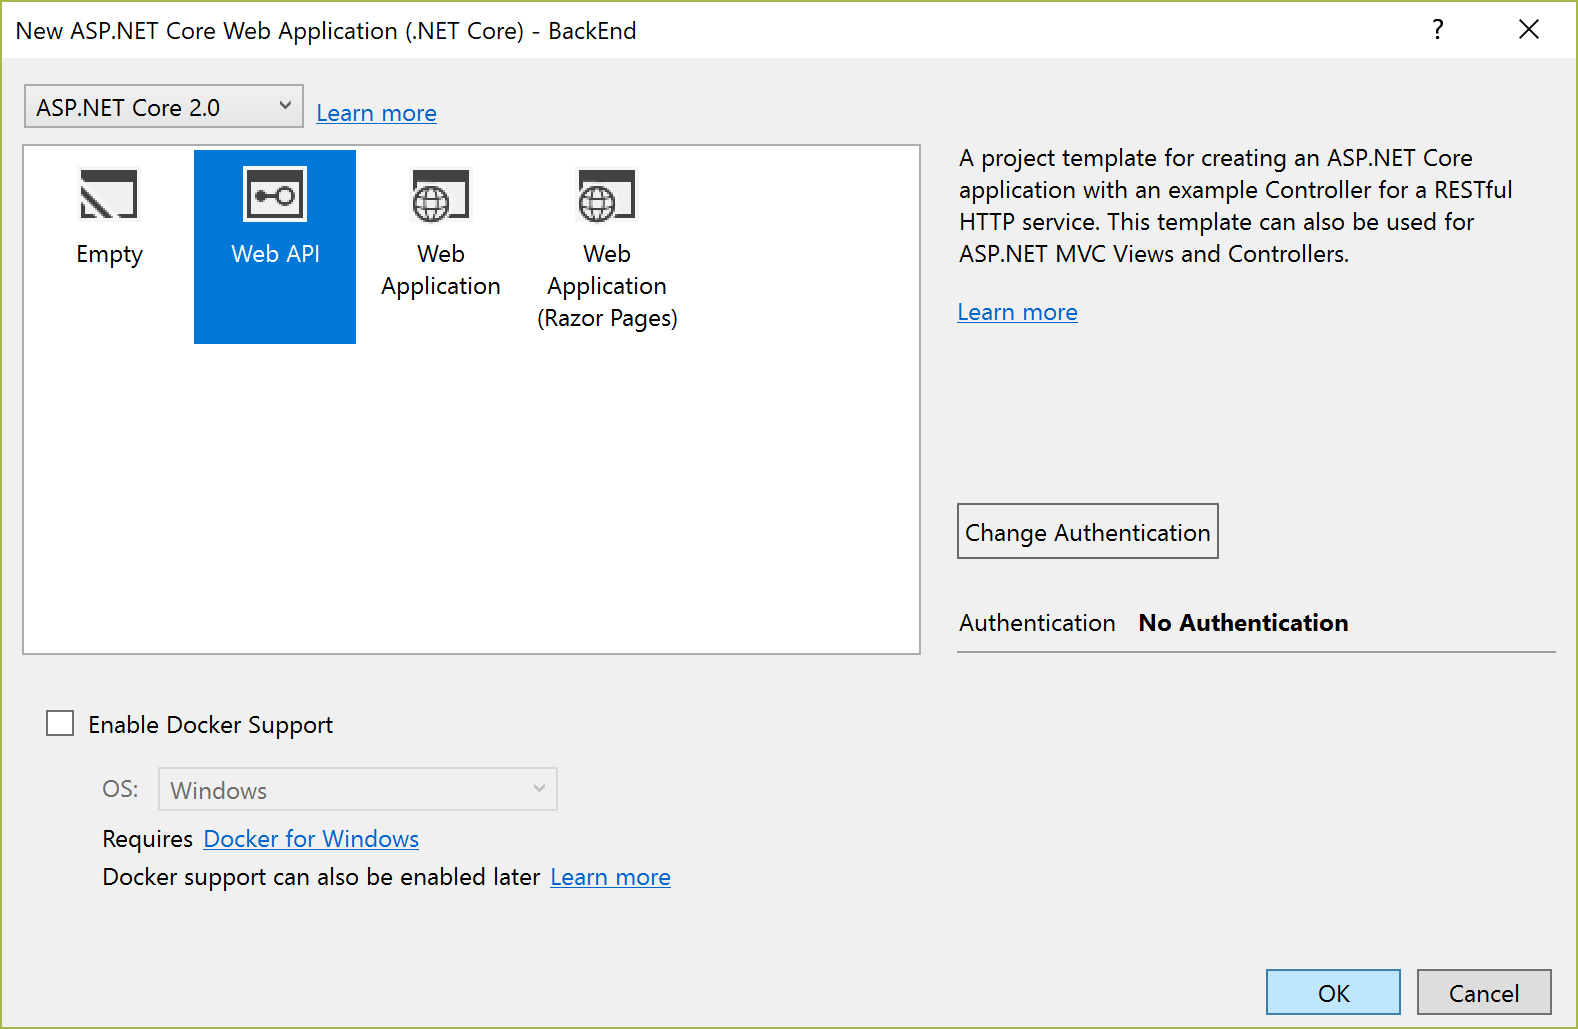 New ASP.NET Core Web Application (.NET Core) - BackEnd
?
ASP.NET Core 2.0
Learn more
Empty
Web API
Web
Application
Web
Application
(Razor Pages)
A project template for creating an ASP.NET Core
application with an example Controller for a RESTful
HTTP service. This template can also be used for
ASP.NET MVC Views and Controllers.
Learn more
Change Authentication
Authentication No Authentication
Enable Docker Support
OS: Windows
Requires Docker for Windows
Docker support can also be enabled later Learn more
OK
Cancel